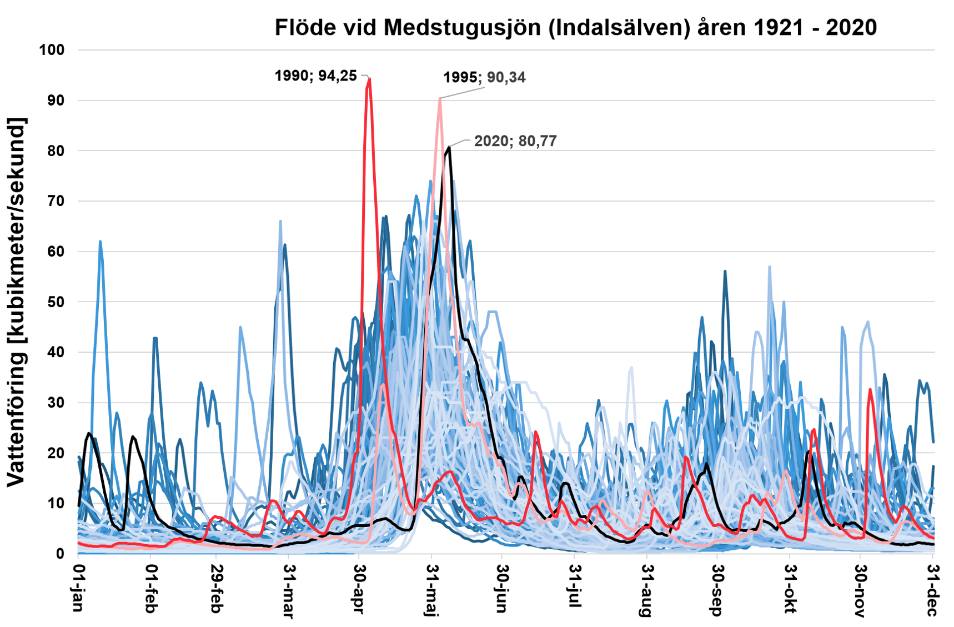 Flöde vid Medstugusjön (Indalsälven) åren 1921 - 2020
Vattenföring [kubikmeter/sekund]
100
90
80
70
60
50
40
30
20
10
0
1990; 94,25
1995; 90,34
2020; 80,77
01-jan
01-feb
29-feb
31-mar
30-apr
31-maj
30-jun
31-jul
31-aug
30-sep
31-okt
30-nov
31-dec